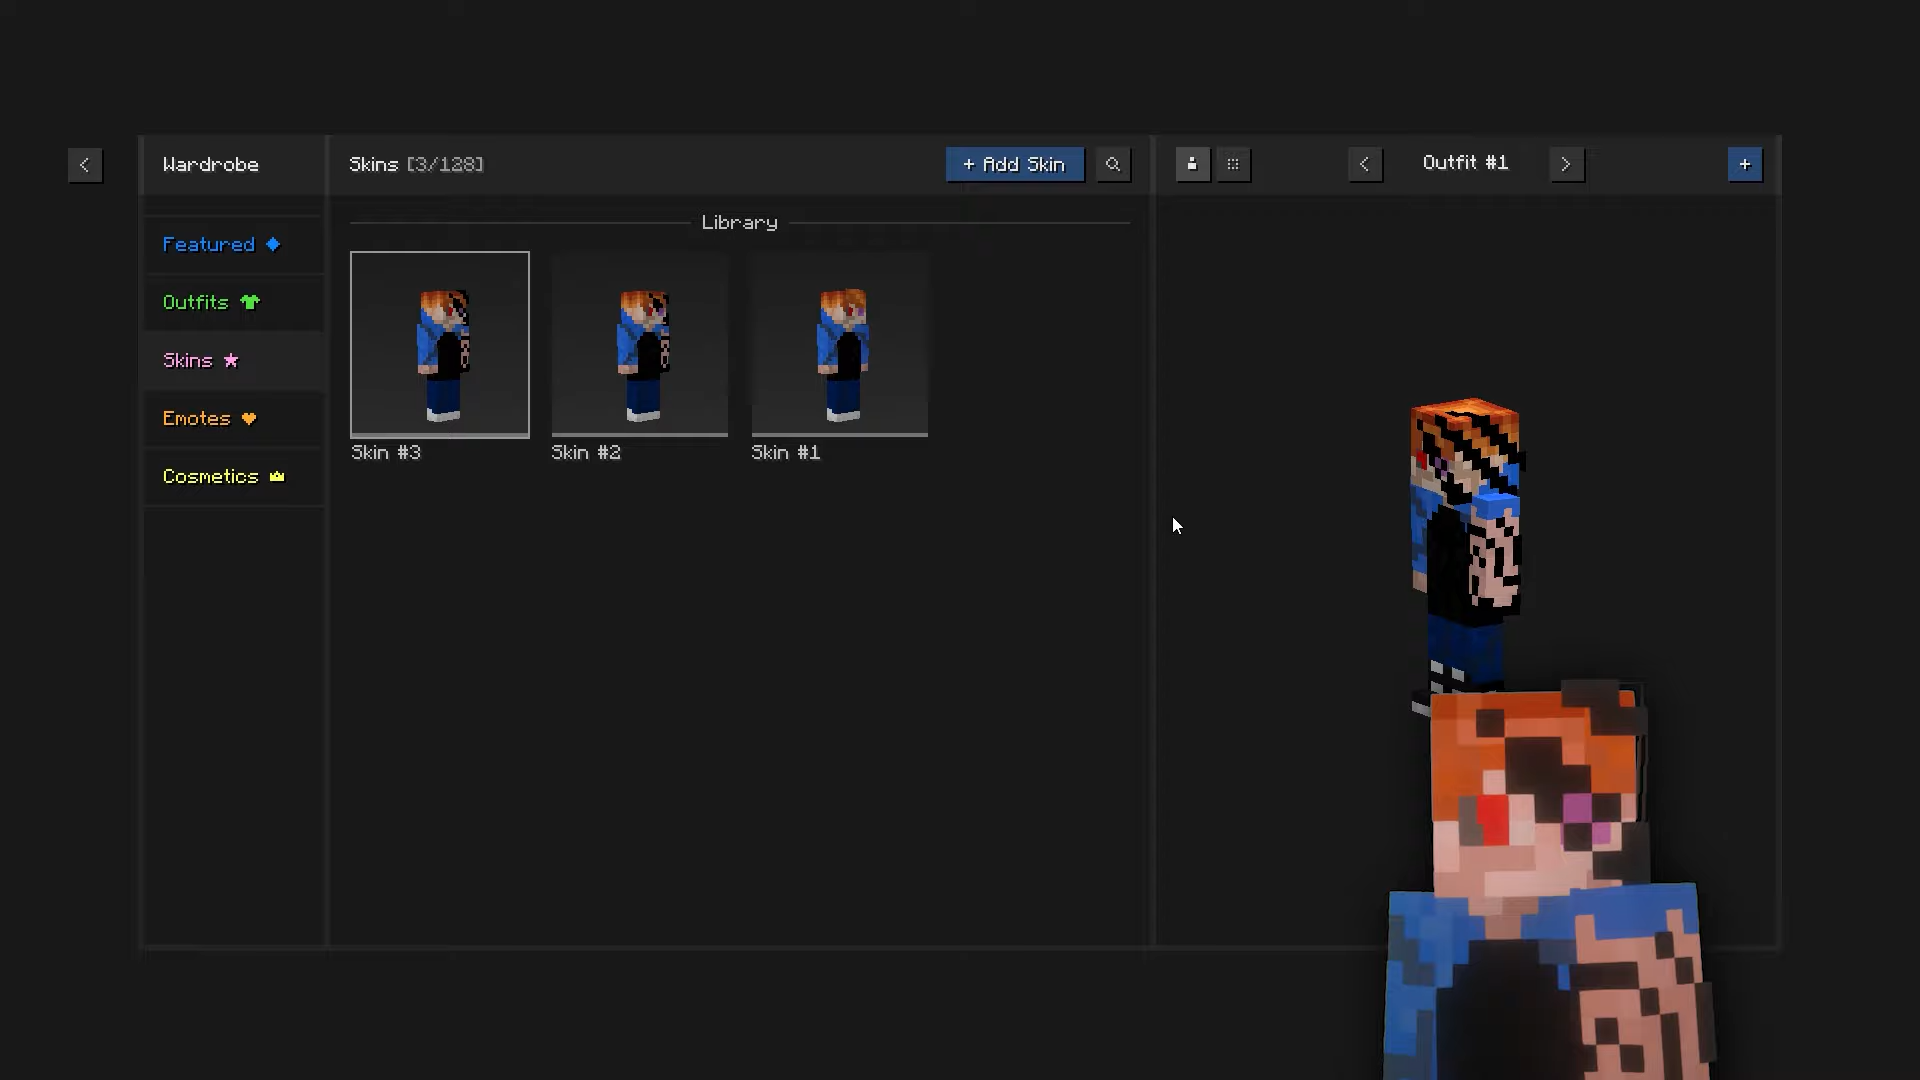 Wardrobe
Skins [3/128]
+ Add Skin
Outfit #1
Library
Featured
Outfits
Skins
Emotes
Cosmetics
Skin #3
Skin #2
Skin #1